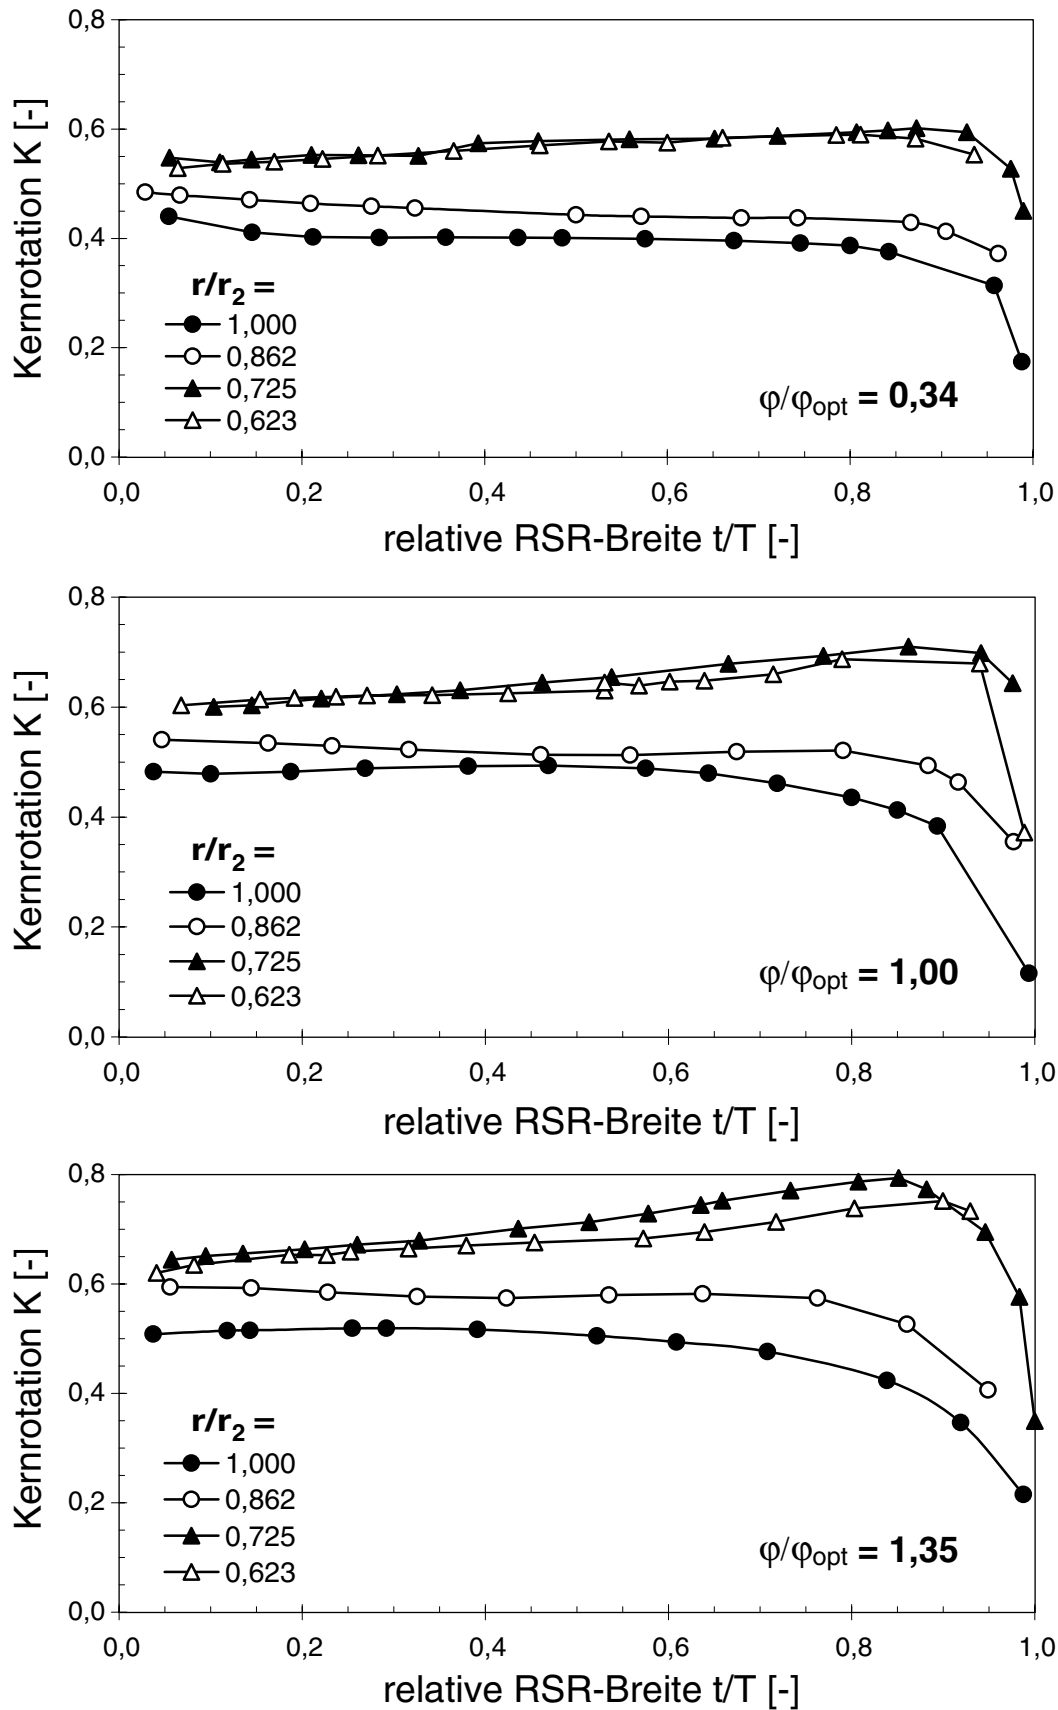 0,8
0,6
0,4
0,2
0,0
Kernrotation K [-]
r/r2 =
1,000
0,862
0,725
0,623
φ/φopt = 0,34
0,0 0,2 0,4 0,6 0,8 1,0
relative RSR-Breite t/T [-]
0,8
0,6
0,4
0,2
0,0
Kernrotation K [-]
r/r2 =
1,000
0,862
0,725
0,623
φ/φopt = 1,00
0,0 0,2 0,4 0,6 0,8 1,0
relative RSR-Breite t/T [-]
0,8
0,6
0,4
0,2
0,0
Kernrotation K [-]
r/r2 =
1,000
0,862
0,725
0,623
φ/φopt = 1,35
0,0 0,2 0,4 0,6 0,8 1,0
relative RSR-Breite t/T [-]